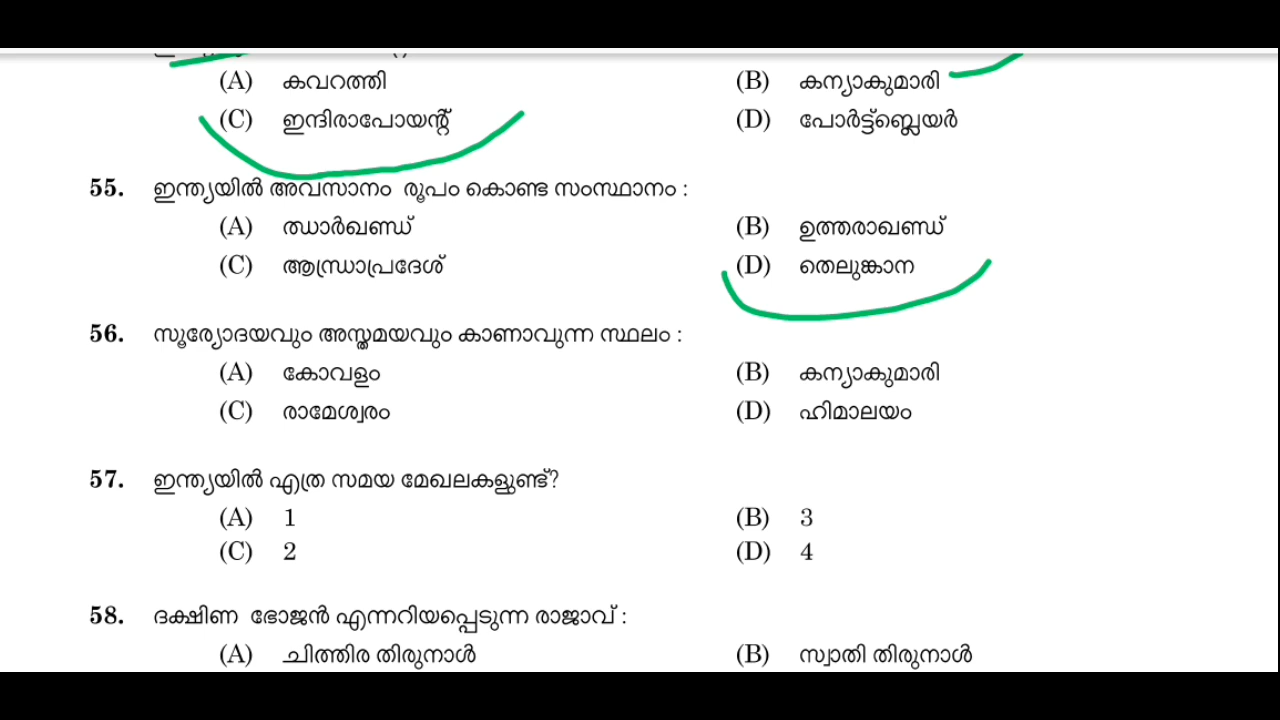 (A) കവറത്തി (B) കന്യാകുമാരി
(C) ഇന്ദിരാപോയന്റ് (D) പോർട്ട്ബ്ലെയർ
55. ഇന്ത്യയിൽ അവസാനം രൂപം കൊണ്ട സംസ്ഥാനം :
(A) ഝാർഖണ്ഡ് (B) ഉത്തരാഖണ്ഡ്
(C) ആന്ധ്രാപ്രദേശ് (D) തെലുങ്കാന
56. സൂര്യോദയവും അസ്തമയവും കാണാവുന്ന സ്ഥലം :
(A) കോവളം (B) കന്യാകുമാരി
(C) രാമേശ്വരം (D) ഹിമാലയം
57. ഇന്ത്യയിൽ എത്ര സമയ മേഖലകളുണ്ട്?
(A) 1 (B) 3
(C) 2 (D) 4
58. ദക്ഷിണ ഭോജൻ എന്നറിയപ്പെടുന്ന രാജാവ് :
(A) ചിത്തിര തിരുനാൾ (B) സ്വാതി തിരുനാൾ